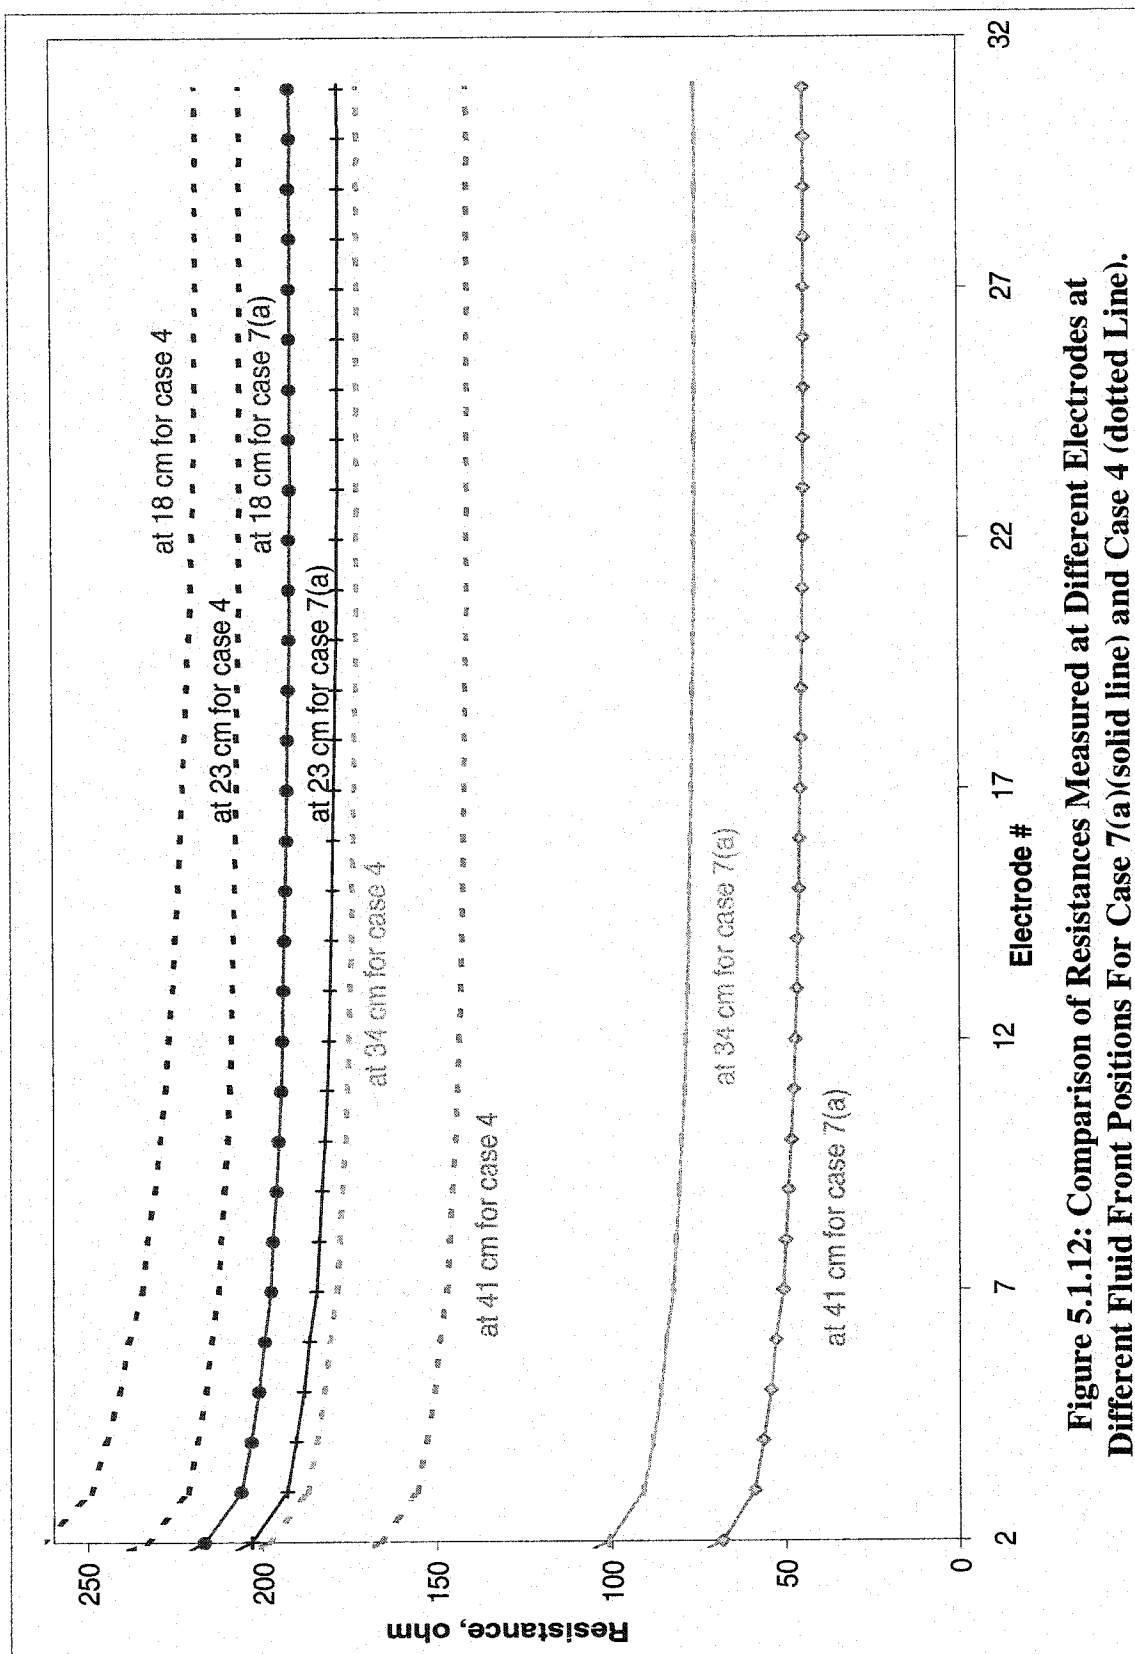 250
200
150
100
50
0
Resistance, ohm
at 18 cm for case 4
at 23 cm for case 4
at 18 cm for case 7(a)
at 23 cm for case 7(a)
at 34 cm for case 4
at 41 cm for case 4
at 34 cm for case 7(a)
at 41 cm for case 7(a)
2
7
12
17
22
27
32
Electrode #
Figure 5.1.12: Comparison of Resistances Measured at Different Electrodes at
Different Fluid Front Positions For Case 7(a)(solid line) and Case 4 (dotted Line).